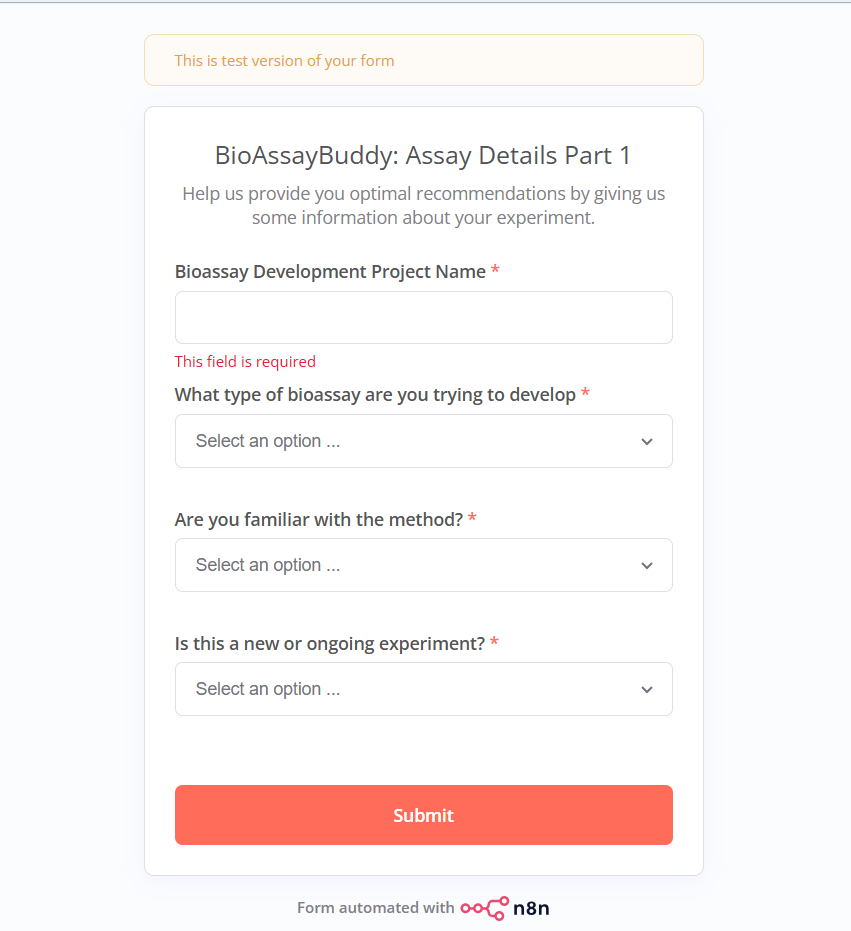 This is test version of your form
BioAssayBuddy: Assay Details Part 1
Help us provide you optimal recommendations by giving us
some information about your experiment.
Bioassay Development Project Name *
This field is required
What type of bioassay are you trying to develop *
Select an option ...
Are you familiar with the method? *
Select an option ...
Is this a new or ongoing experiment? *
Select an option ...
Submit
Form automated with n8n